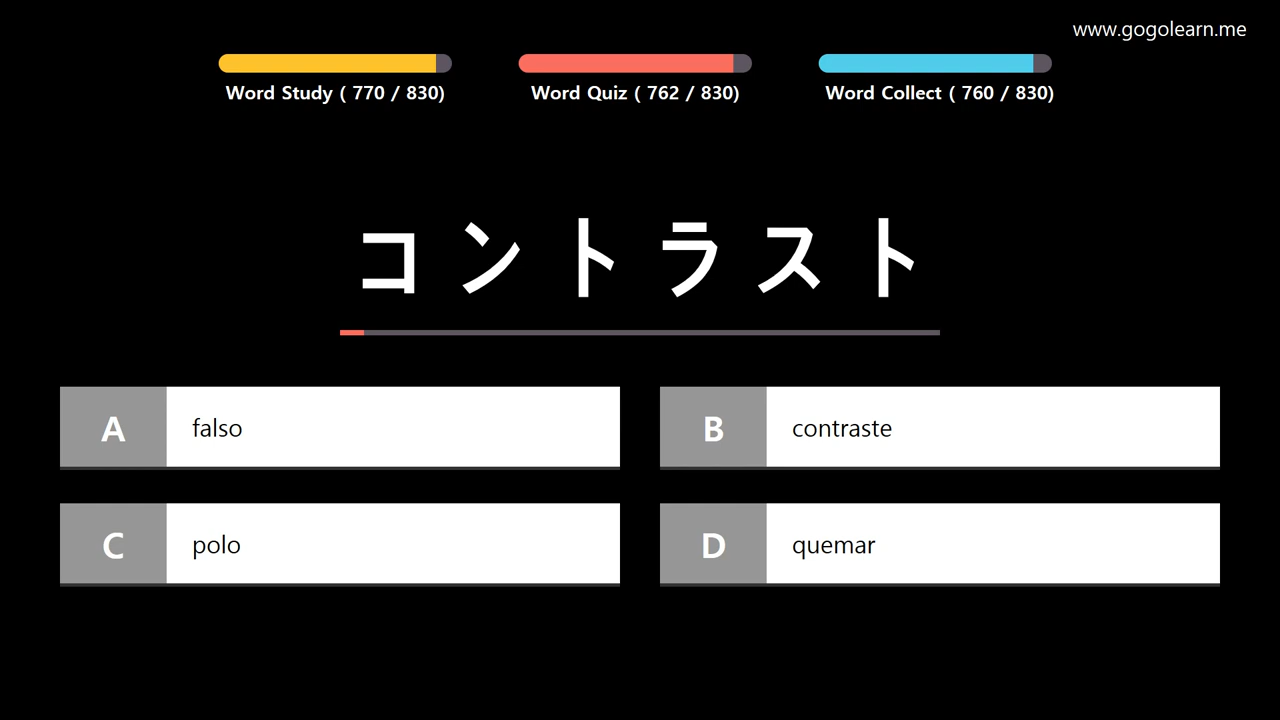 www.gogolearn.me
Word Study ( 770 / 830)
Word Quiz ( 762 / 830)
Word Collect ( 760 / 830)
コントラスト
A falso
B contraste
C polo
D quemar